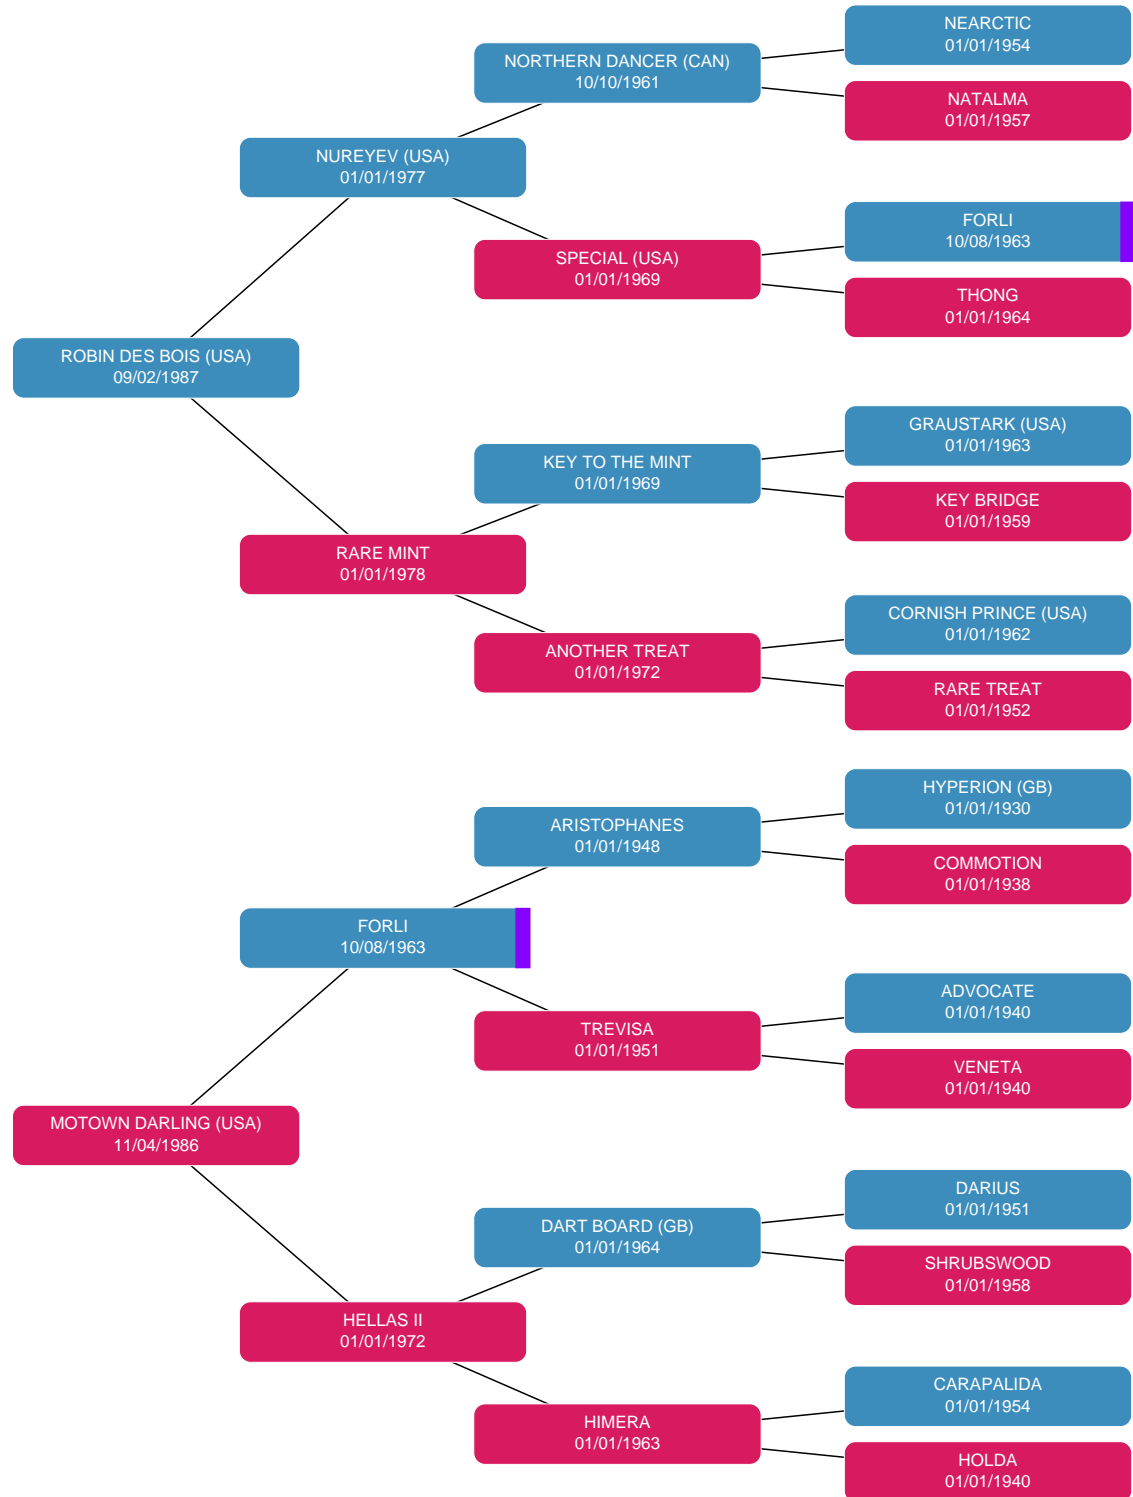 NEARCTIC
01/01/1954
NORTHERN DANCER (CAN)
10/10/1961
NATALMA
01/01/1957
NUREYEV (USA)
01/01/1977
FORLI
10/08/1963
SPECIAL (USA)
01/01/1969
THONG
01/01/1964
ROBIN DES BOIS (USA)
09/02/1987
GRAUSTARK (USA)
01/01/1963
KEY TO THE MINT
01/01/1969
KEY BRIDGE
01/01/1959
RARE MINT
01/01/1978
CORNISH PRINCE (USA)
01/01/1962
ANOTHER TREAT
01/01/1972
RARE TREAT
01/01/1952
HYPERION (GB)
01/01/1930
ARISTOPHANES
01/01/1948
COMMOTION
01/01/1938
FORLI
10/08/1963
ADVOCATE
01/01/1940
TREVISA
01/01/1951
VENETA
01/01/1940
MOTOWN DARLING (USA)
11/04/1986
DARIUS
01/01/1951
DART BOARD (GB)
01/01/1964
SHRUBSWOOD
01/01/1958
HELLAS II
01/01/1972
CARAPALIDA
01/01/1954
HIMERA
01/01/1963
HOLDA
01/01/1940